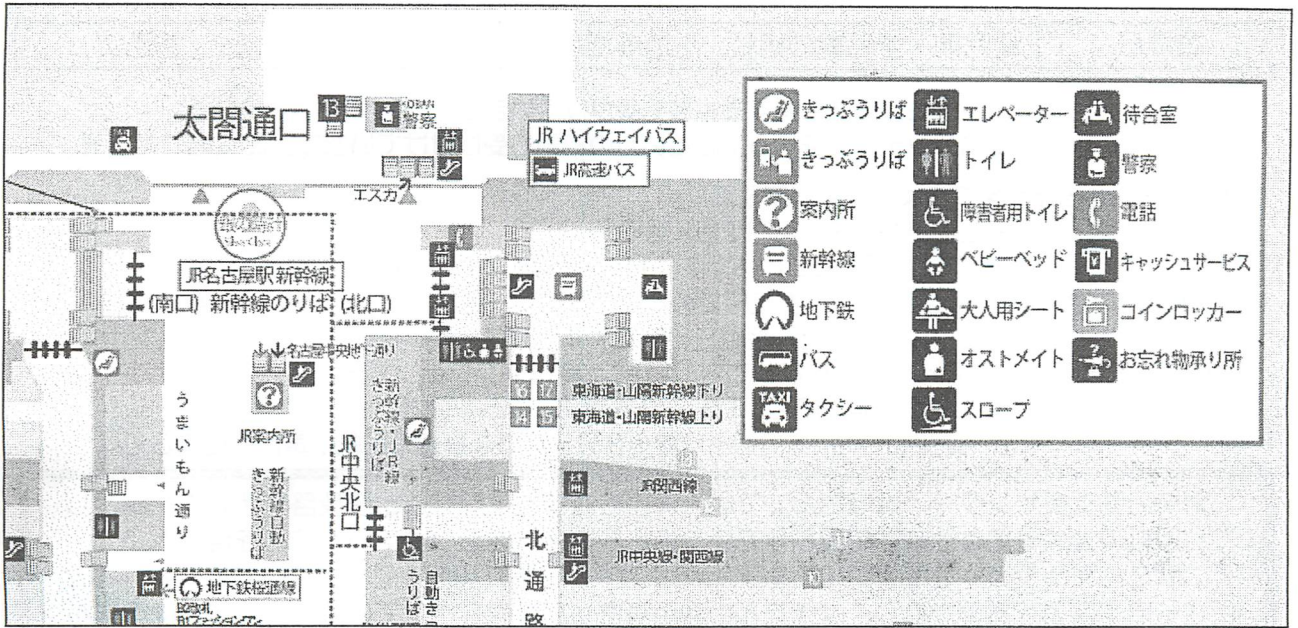 太閤通口
13
KOBAN
警察
JR ハイウェイバス
JR高速バス
エスカ
JR名古屋駅 新幹線
(南口) 新幹線のりば (北口)
名古屋中央地下通り
JR案内所
うまいもん通り
新幹線自動
きっぷうりば
JR中央北口
新幹線・JR線
きっぷうりば
16 17 東海道・山陽新幹線下り
14 15 東海道・山陽新幹線上り
JR関西線
JR中央線・関西線
北通路
地下鉄桜通線
自動き
うりば
きっぷうりば
きっぷうりば
案内所
新幹線
地下鉄
バス
TAXI
タクシー
エレベーター
トイレ
障害者用トイレ
ベビーベッド
大人用シート
オストメイト
スロープ
待合室
警察
電話
キャッシュサービス
コインロッカー
お忘れ物承り所